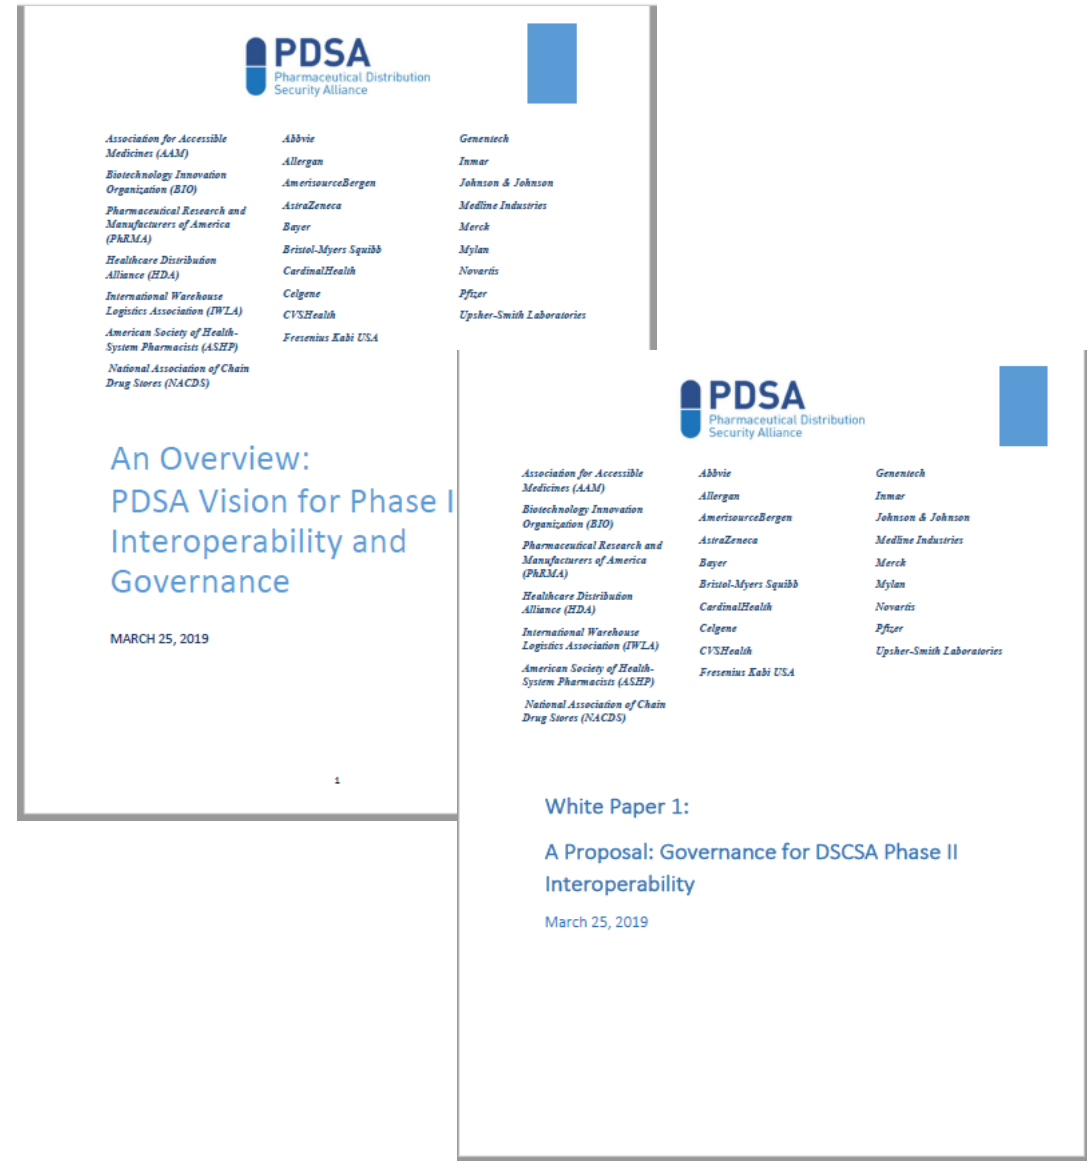 PDSA
Pharmaceutical Distribution
Security Alliance
Association for Accessible
Medicines (AAM)
Biotechnology Innovation
Organization (BIO)
Pharmaceutical Research and
Manufacturers of America
(PhRMA)
Healthcare Distribution
Alliance (HDA)
International Warehouse
Logistics Association (IWLA)
American Society of Health-
System Pharmacists (ASHP)
National Association of Chain
Drug Stores (NACDS)
Abbvie
Allergan
AmerisourceBergen
AstraZeneca
Bayer
Bristol-Myers Squibb
CardinalHealth
Celgene
CVSHealth
Fresenius Kabi USA
Genentech
Inmar
Johnson & Johnson
Medline Industries
Merck
Mylan
Novartis
Pfizer
Upsher-Smith Laboratories
An Overview:
PDSA Vision for Phase I
Interoperability and
Governance
MARCH 25, 2019
1
PDSA
Pharmaceutical Distribution
Security Alliance
Association for Accessible
Medicines (AAM)
Biotechnology Innovation
Organization (BIO)
Pharmaceutical Research and
Manufacturers of America
(PhRMA)
Healthcare Distribution
Alliance (HDA)
International Warehouse
Logistics Association (IWLA)
American Society of Health-
System Pharmacists (ASHP)
National Association of Chain
Drug Stores (NACDS)
Abbvie
Allergan
AmerisourceBergen
AstraZeneca
Bayer
Bristol-Myers Squibb
CardinalHealth
Celgene
CVSHealth
Fresenius Kabi USA
Genentech
Inmar
Johnson & Johnson
Medline Industries
Merck
Mylan
Novartis
Pfizer
Upsher-Smith Laboratories
White Paper 1:
A Proposal: Governance for DSCSA Phase II
Interoperability
March 25, 2019